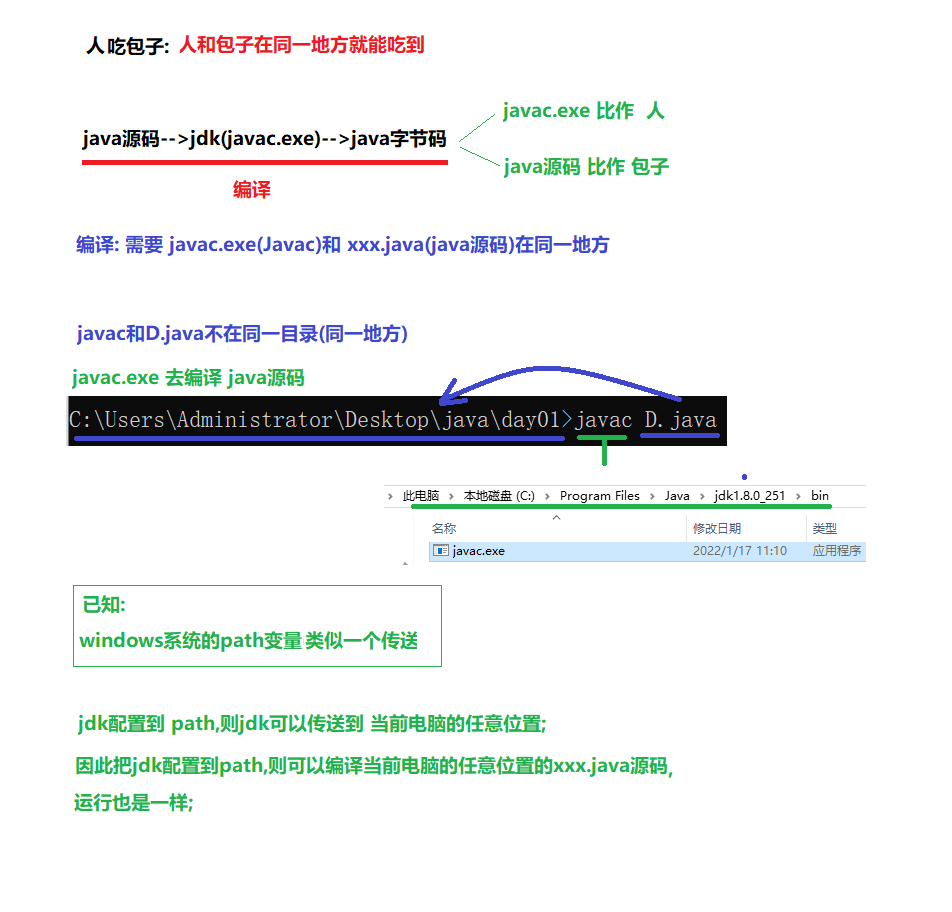 人吃包子: 人和包子在同一地方就能吃到
javac.exe 比作 人
java源码-->jdk(javac.exe)-->java字节码
java源码 比作 包子
编译
编译: 需要 javac.exe(Javac)和 xxx.java(java源码)在同一地方
javac和D.java不在同一目录(同一地方)
javac.exe 去编译 java源码
C:\Users\Administrator\Desktop\java\day01>javac D.java
> 此电脑 > 本地磁盘 (C:) > Program Files > Java > jdk1.8.0_251 > bin
名称 修改日期 类型
javac.exe 2022/1/17 11:10 应用程序
已知:
windows系统的path变量 类似一个传送
jdk配置到 path,则jdk可以传送到 当前电脑的任意位置;
因此把jdk配置到path,则可以编译当前电脑的任意位置的xxx.java源码,
运行也是一样;